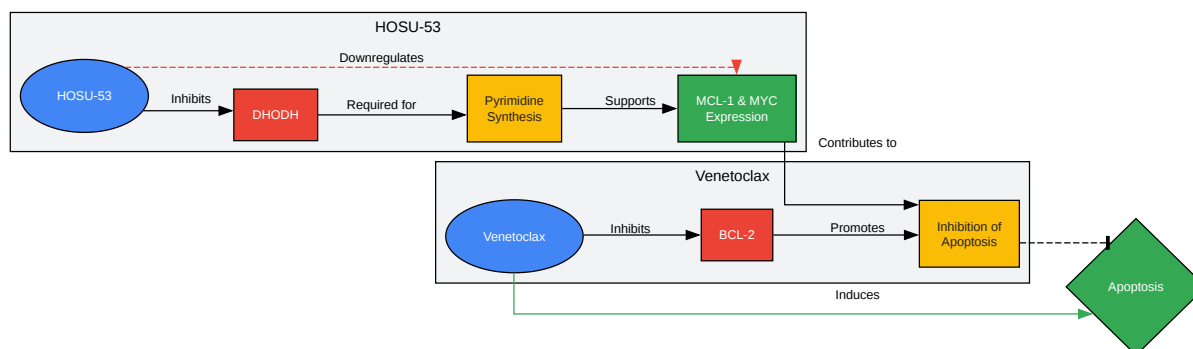 HOSU-53
Downregulates
HOSU-53
Inhibits
DHODH
Required for
Pyrimidine
Synthesis
Supports
MCL-1 & MYC
Expression
Contributes to
Venetoclax
Venetoclax
Inhibits
BCL-2
Promotes
Inhibition of
Apoptosis
Induces
Apoptosis